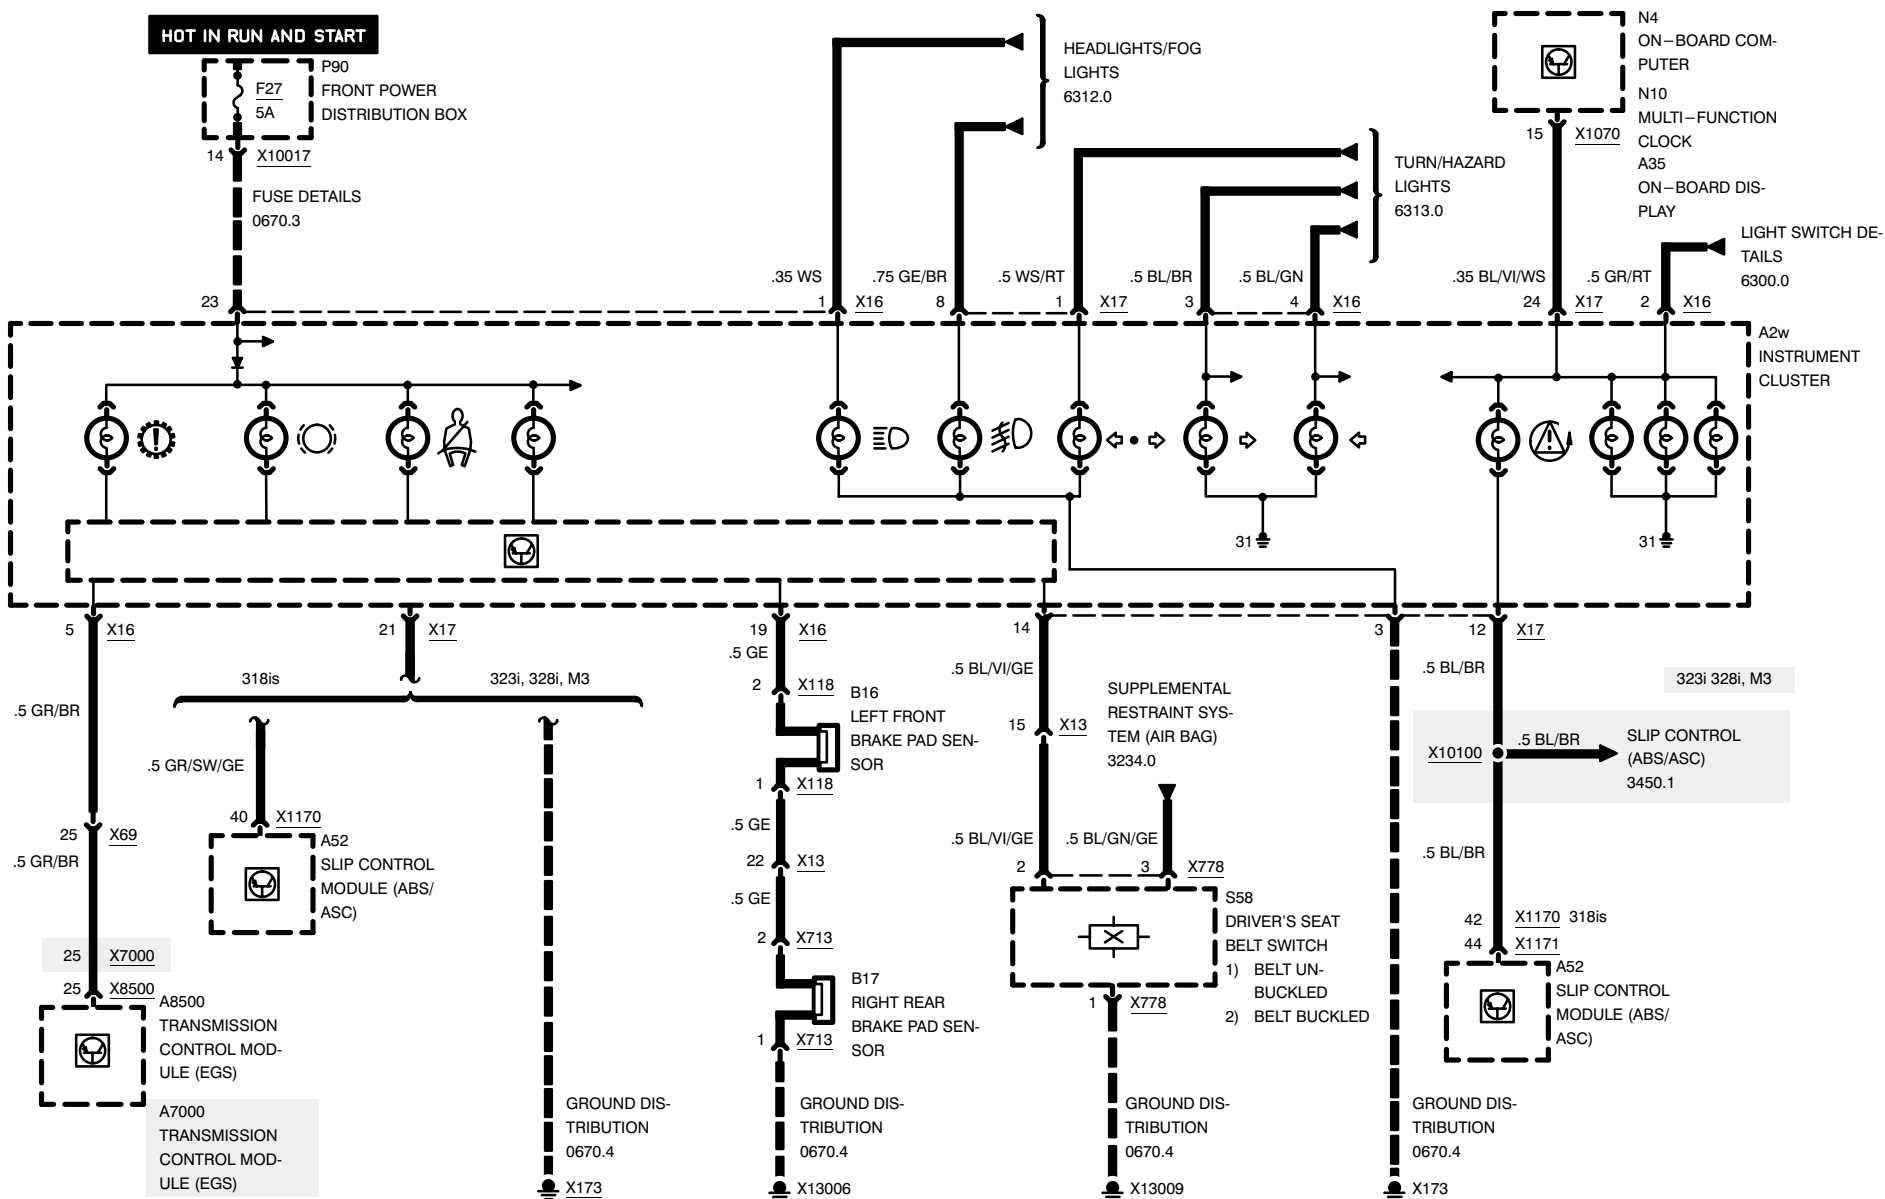 HOT IN RUN AND START
P90
FRONT POWER
DISTRIBUTION BOX
F27
5A
14 X10017
FUSE DETAILS
0670.3
HEADLIGHTS/FOG
LIGHTS
6312.0
TURN/HAZARD
LIGHTS
6313.0
N4
ON–BOARD COM-
PUTER
N10
MULTI–FUNCTION
CLOCK
A35
ON–BOARD DIS-
PLAY
15 X1070
LIGHT SWITCH DE-
TAILS
6300.0
.35 WS
.75 GE/BR
.5 WS/RT
.5 BL/BR
.5 BL/GN
.35 BL/VI/WS
.5 GR/RT
23
1 X16
8
1 X17
3
4 X16
24 X17
2 X16
A2w
INSTRUMENT
CLUSTER
31
31
5 X16
21 X17
19 X16
14
3
12 X17
.5 GR/BR
318is
323i, 328i, M3
.5 GR/SW/GE
40 X1170
A52
SLIP CONTROL
MODULE (ABS/
ASC)
25 X69
.5 GR/BR
25 X7000
25 X8500
A8500
TRANSMISSION
CONTROL MOD-
ULE (EGS)
A7000
TRANSMISSION
CONTROL MOD-
ULE (EGS)
GROUND DIS-
TRIBUTION
0670.4
X173
.5 GE
2 X118
B16
LEFT FRONT
BRAKE PAD SEN-
SOR
1 X118
.5 GE
22 X13
.5 GE
2 X713
B17
RIGHT REAR
BRAKE PAD SEN-
SOR
1 X713
GROUND DIS-
TRIBUTION
0670.4
X13006
.5 BL/VI/GE
15 X13
SUPPLEMENTAL
RESTRAINT SYS-
TEM (AIR BAG)
3234.0
.5 BL/VI/GE
.5 BL/GN/GE
2
3 X778
S58
DRIVER'S SEAT
BELT SWITCH
1) BELT UN-
BUCKLED
2) BELT BUCKLED
1 X778
GROUND DIS-
TRIBUTION
0670.4
X13009
GROUND DIS-
TRIBUTION
0670.4
X173
.5 BL/BR
323i 328i, M3
X10100
.5 BL/BR
SLIP CONTROL
(ABS/ASC)
3450.1
.5 BL/BR
42 X1170 318is
44 X1171
A52
SLIP CONTROL
MODULE (ABS/
ASC)